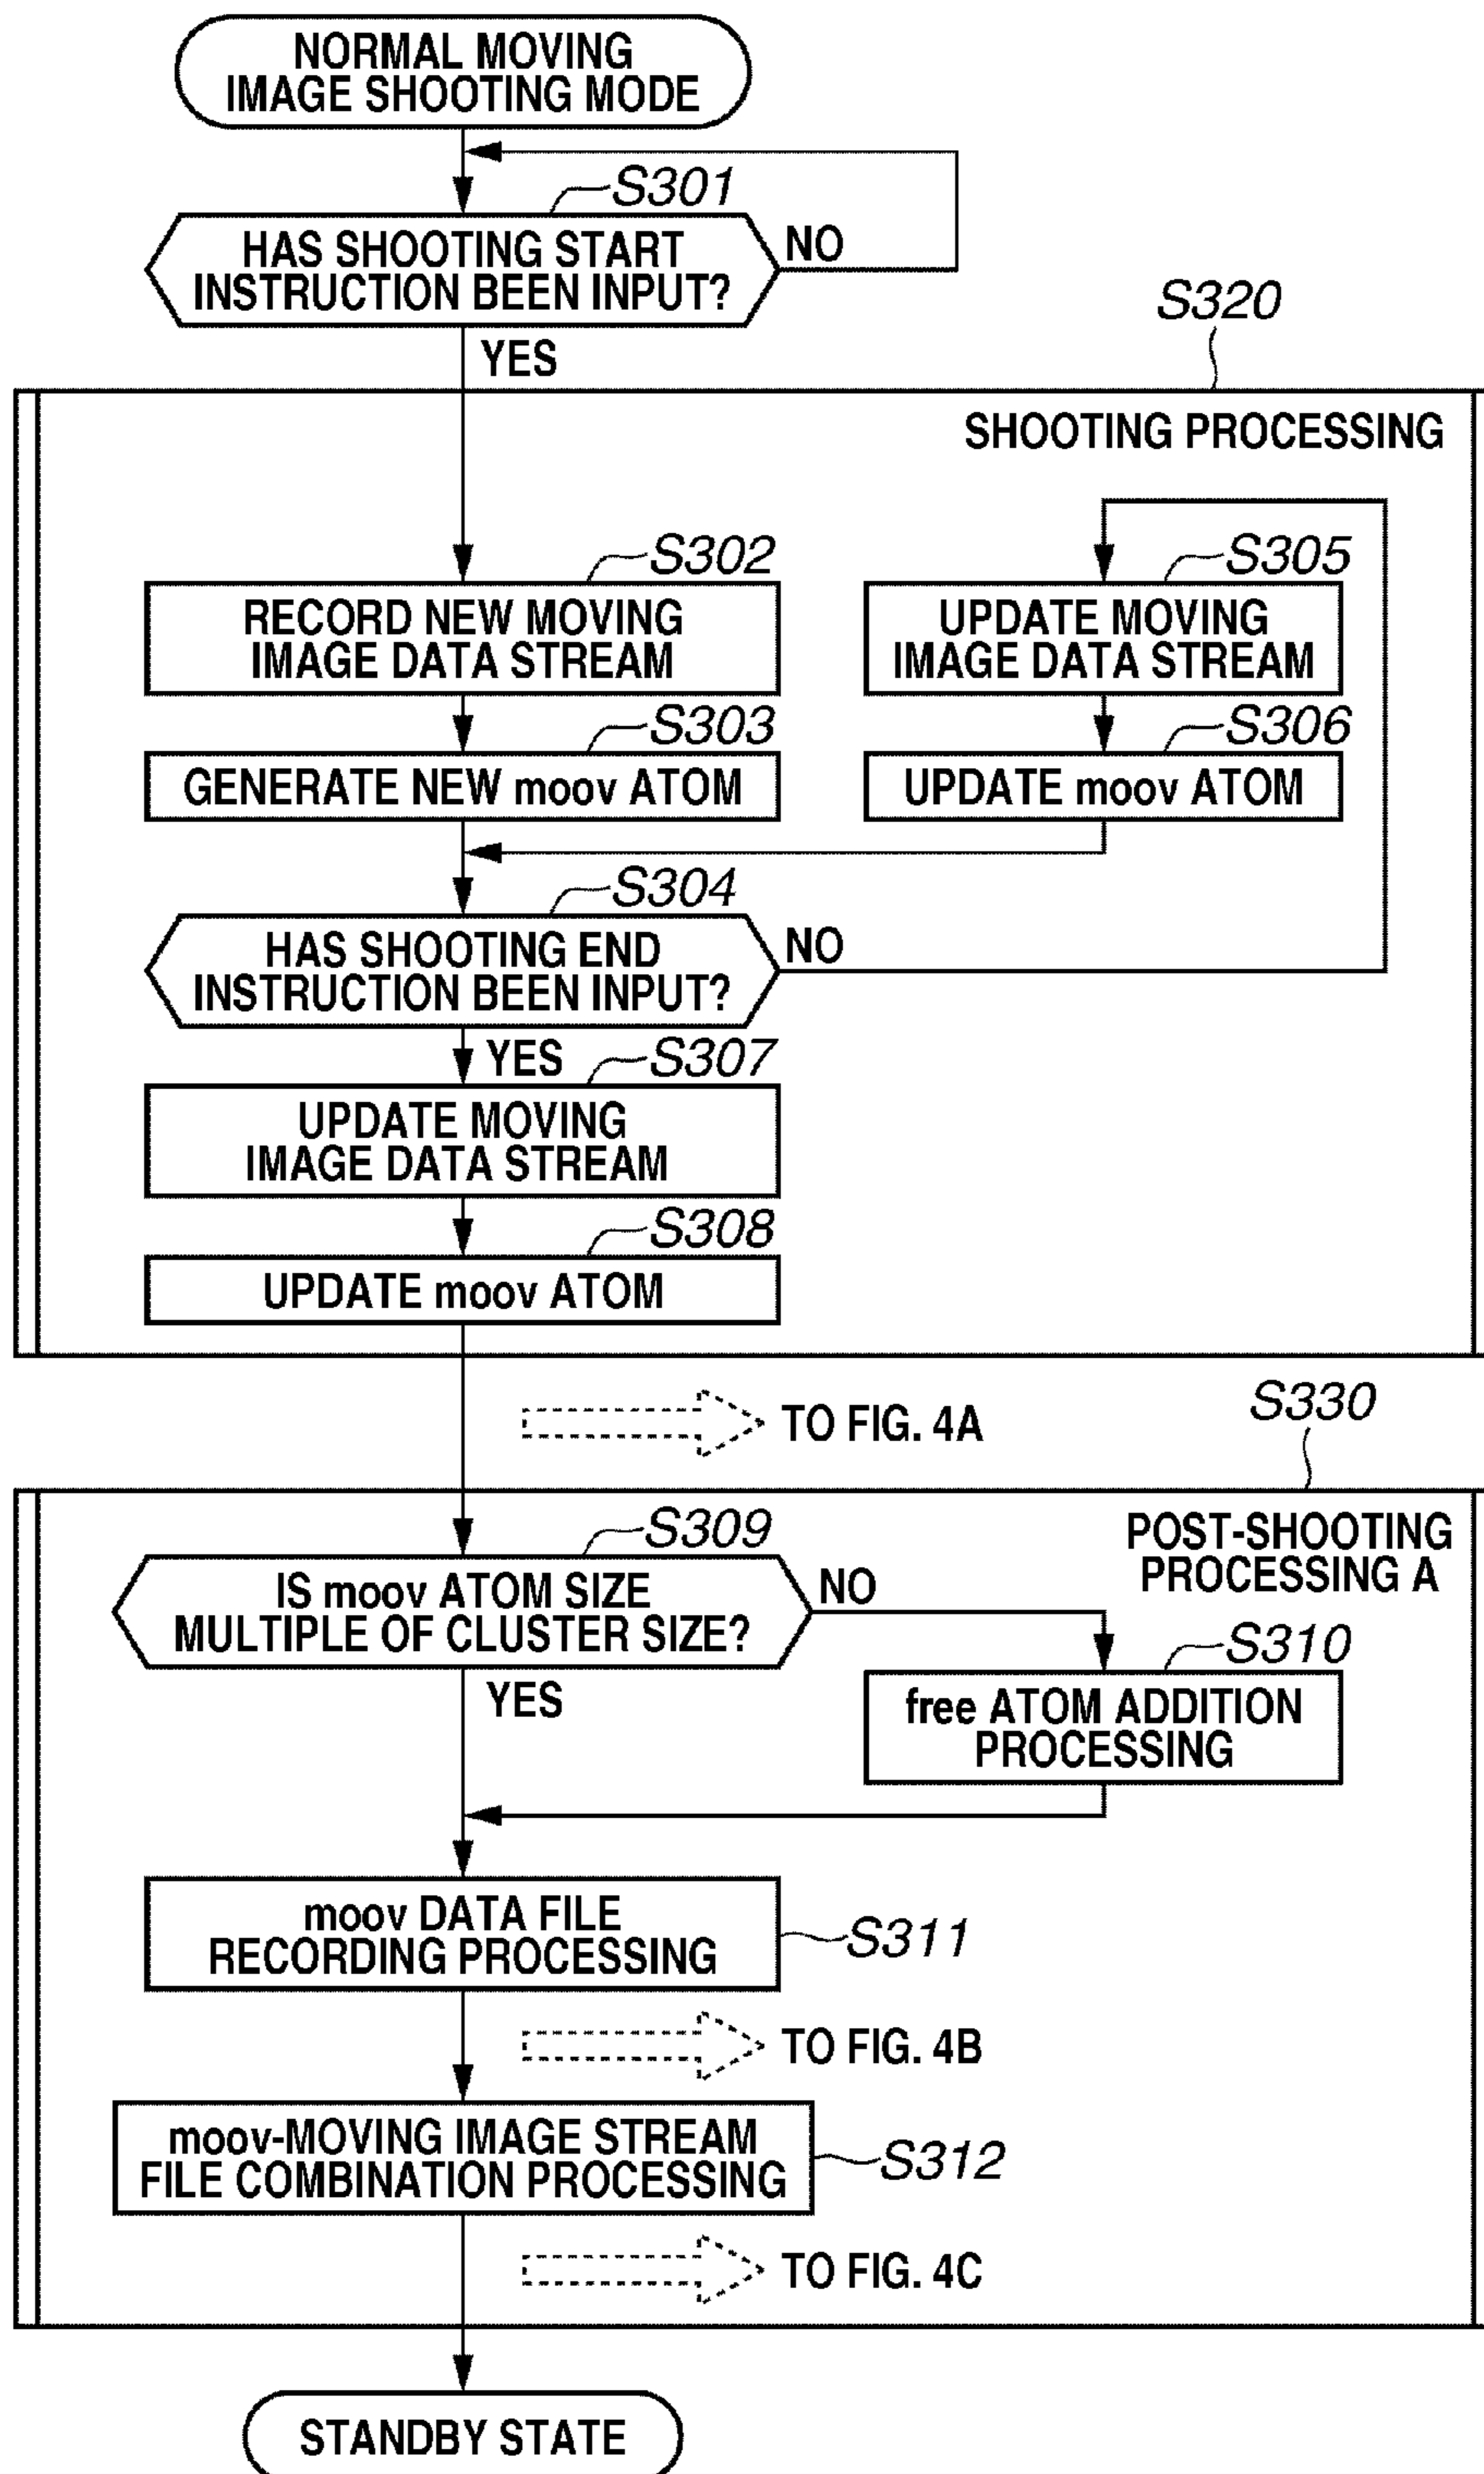 NORMAL MOVING
IMAGE SHOOTING MODE
S301
HAS SHOOTING START
INSTRUCTION BEEN INPUT?
NO
YES
S320
SHOOTING PROCESSING
S302
RECORD NEW MOVING
IMAGE DATA STREAM
S305
UPDATE MOVING
IMAGE DATA STREAM
S303
GENERATE NEW moov ATOM
S306
UPDATE moov ATOM
S304
HAS SHOOTING END
INSTRUCTION BEEN INPUT?
NO
YES
S307
UPDATE MOVING
IMAGE DATA STREAM
S308
UPDATE moov ATOM
TO FIG. 4A
S330
POST-SHOOTING
PROCESSING A
S309
IS moov ATOM SIZE
MULTIPLE OF CLUSTER SIZE?
NO
YES
S310
free ATOM ADDITION
PROCESSING
moov DATA FILE
RECORDING PROCESSING
S311
TO FIG. 4B
moov-MOVING IMAGE STREAM
FILE COMBINATION PROCESSING
S312
TO FIG. 4C
STANDBY STATE